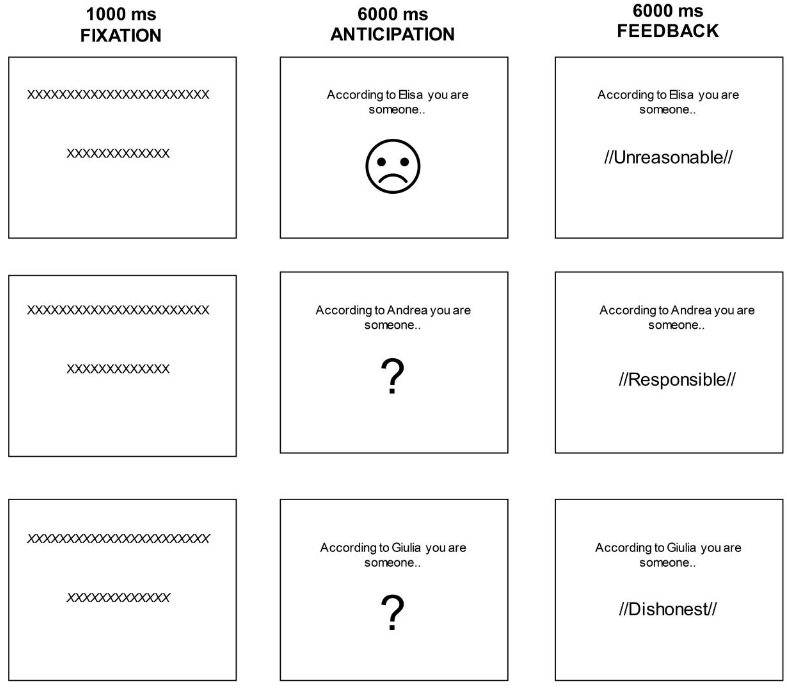 1000 ms
FIXATION
6000 ms
ANTICIPATION
6000 ms
FEEDBACK
XXXXXXXXXXXXXXXXXXXXXXX
XXXXXXXXXXXXX
According to Elisa you are
someone..
According to Elisa you are
someone..
//Unreasonable//
XXXXXXXXXXXXXXXXXXXXXXX
XXXXXXXXXXXXX
According to Andrea you are
someone..
?
According to Andrea you are
someone..
//Responsible//
XXXXXXXXXXXXXXXXXXXXXXX
XXXXXXXXXXXXX
According to Giulia you are
someone..
?
According to Giulia you are
someone..
//Dishonest//